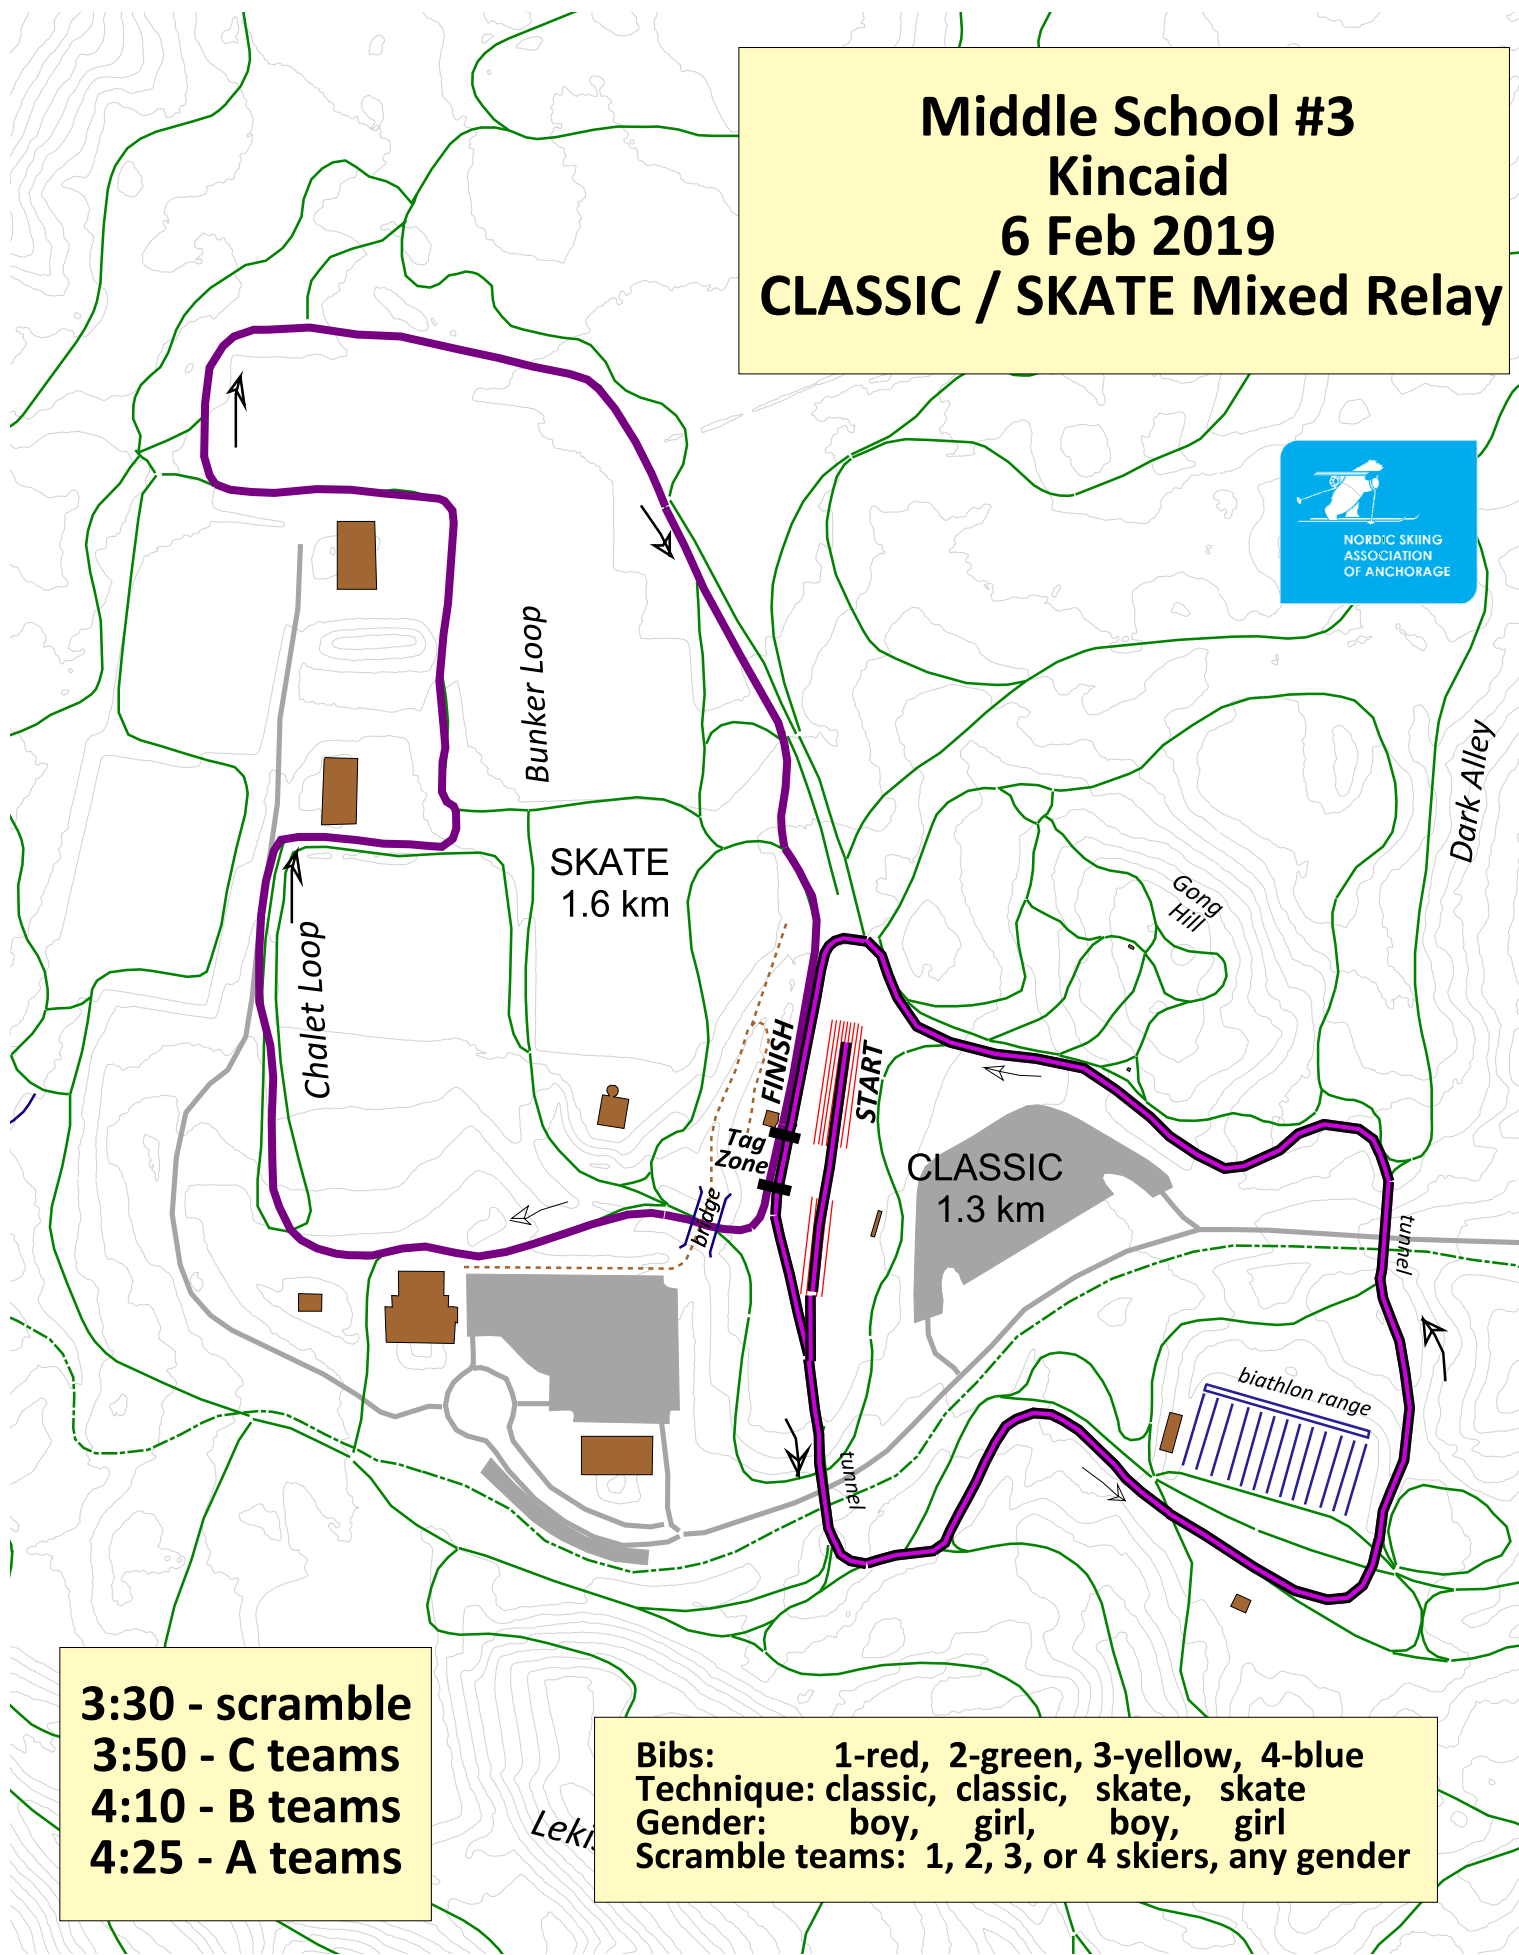 Middle School #3
Kincaid
6 Feb 2019
CLASSIC / SKATE Mixed Relay
NORDIC SKIING
ASSOCIATION
OF ANCHORAGE
Bunker Loop
Dark Alley
SKATE
1.6 km
Gong
Hill
Chalet Loop
FINISH
START
Tag
Zone
CLASSIC
1.3 km
bridge
tunnel
biathlon range
tunnel
3:30 - scramble
3:50 - C teams
4:10 - B teams
4:25 - A teams
Bibs: 1-red, 2-green, 3-yellow, 4-blue
Technique: classic, classic, skate, skate
Gender: boy, girl, boy, girl
Scramble teams: 1, 2, 3, or 4 skiers, any gender